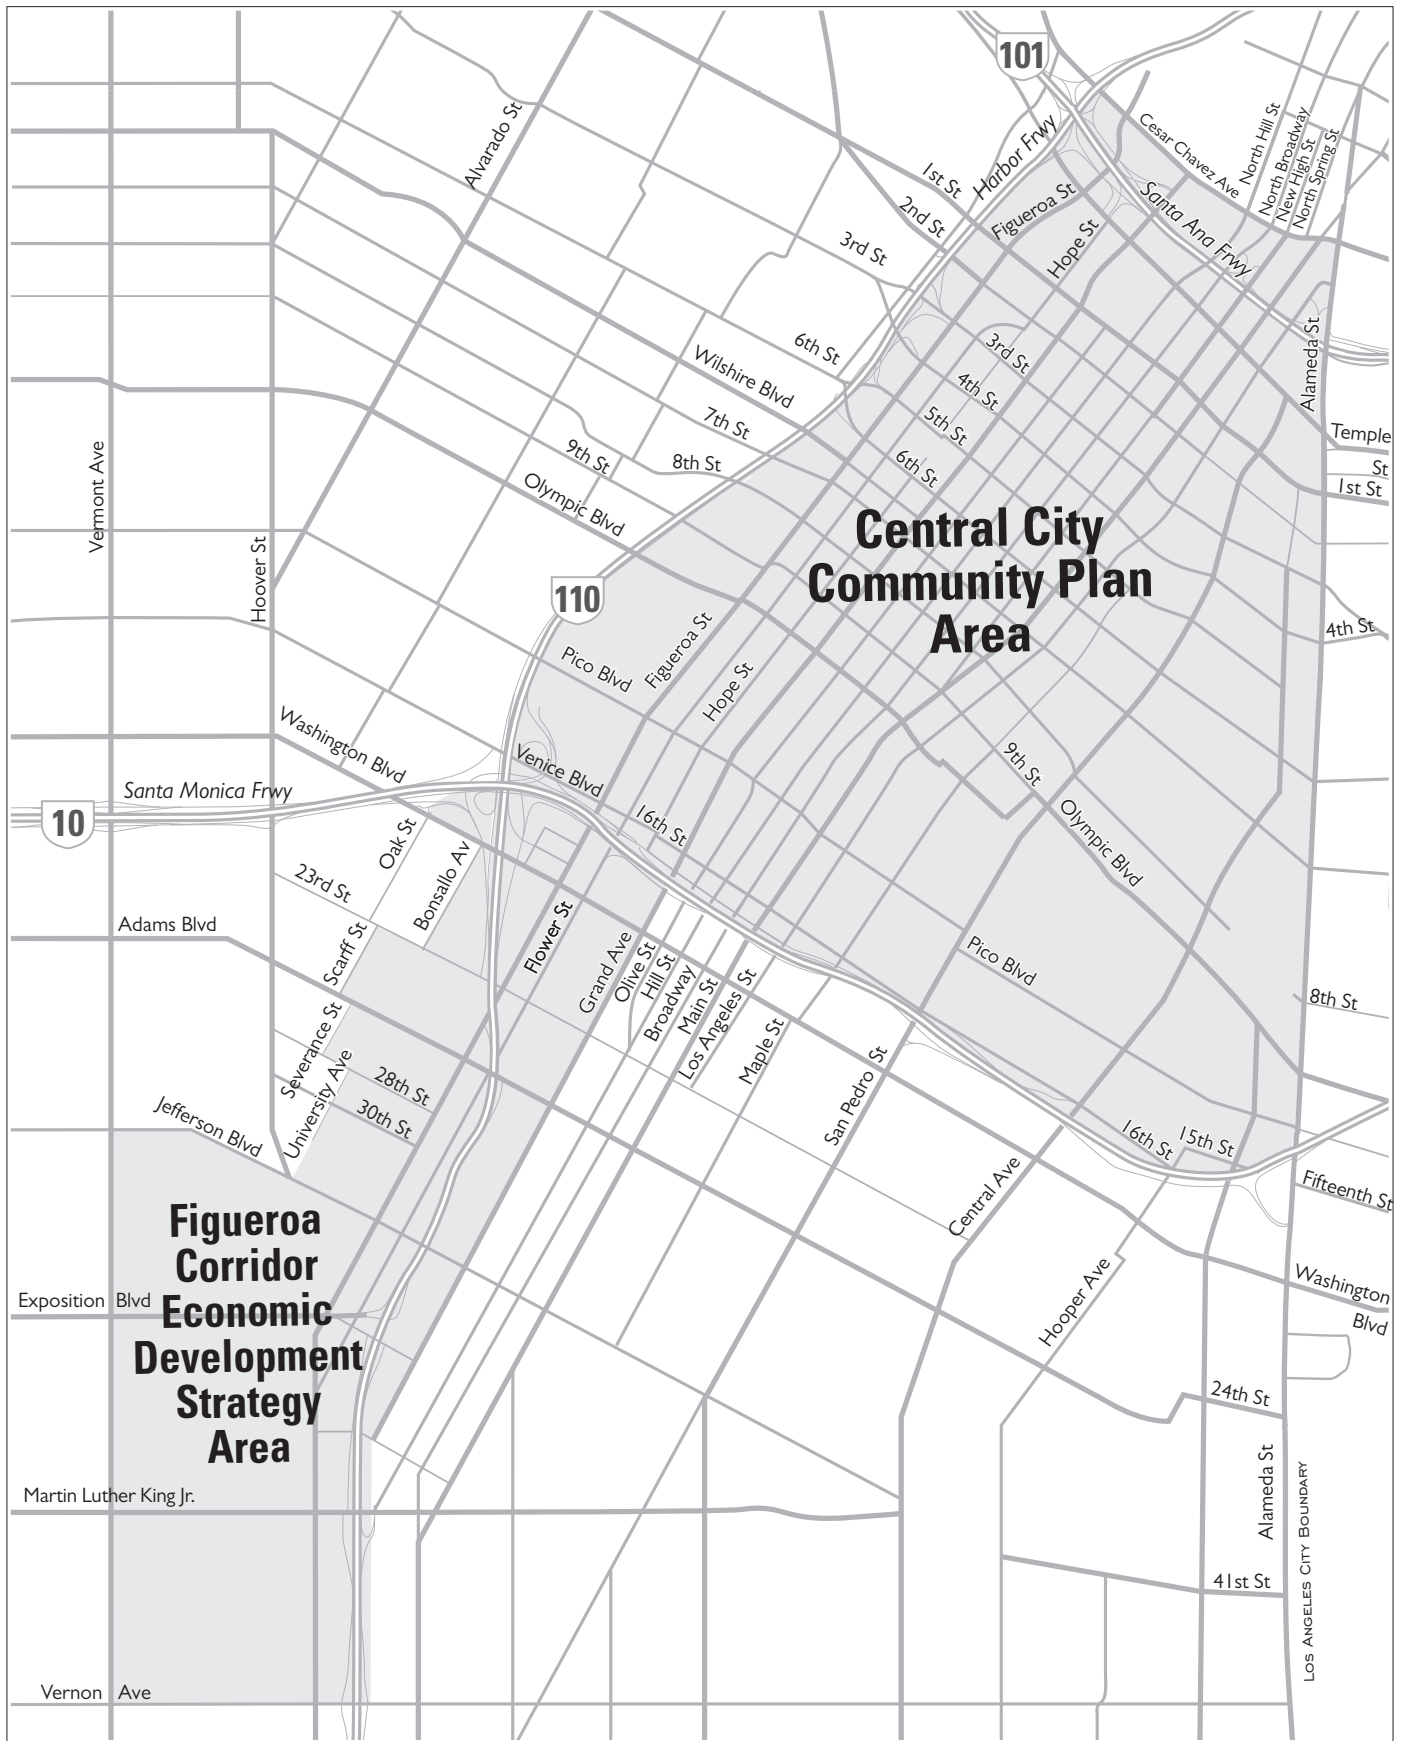 101
Cesar Chavez Ave
North Hill St
North Broadway
New High St
North Spring St
Alvarado St
Harbor Frwy
1st St
2nd St
3rd St
Figueroa St
Hope St
Santa Ana Frwy
6th St
Wilshire Blvd
7th St
8th St
9th St
Olympic Blvd
3rd St
4th St
5th St
6th St
Alameda St
Temple
St
1st St
Vermont Ave
Hoover St
Central City
Community Plan
Area
110
4th St
Pico Blvd
Figueroa St
Hope St
Washington Blvd
Venice Blvd
16th St
9th St
Olympic Blvd
Santa Monica Frwy
10
Oak St
Bonsallo Av
23rd St
Adams Blvd
Scarff St
Flower St
Grand Ave
Olive St
Hill St
Broadway
Main St
Los Angeles St
Maple St
San Pedro St
Pico Blvd
8th St
Severance St
University Ave
28th St
30th St
Jefferson Blvd
16th St
15th St
Fifteenth St
Central Ave
Hooper Ave
Washington
Blvd
Figueroa
Corridor
Economic
Development
Strategy
Area
Exposition Blvd
24th St
Martin Luther King Jr.
Alameda St
Los Angeles City Boundary
41st St
Vernon Ave